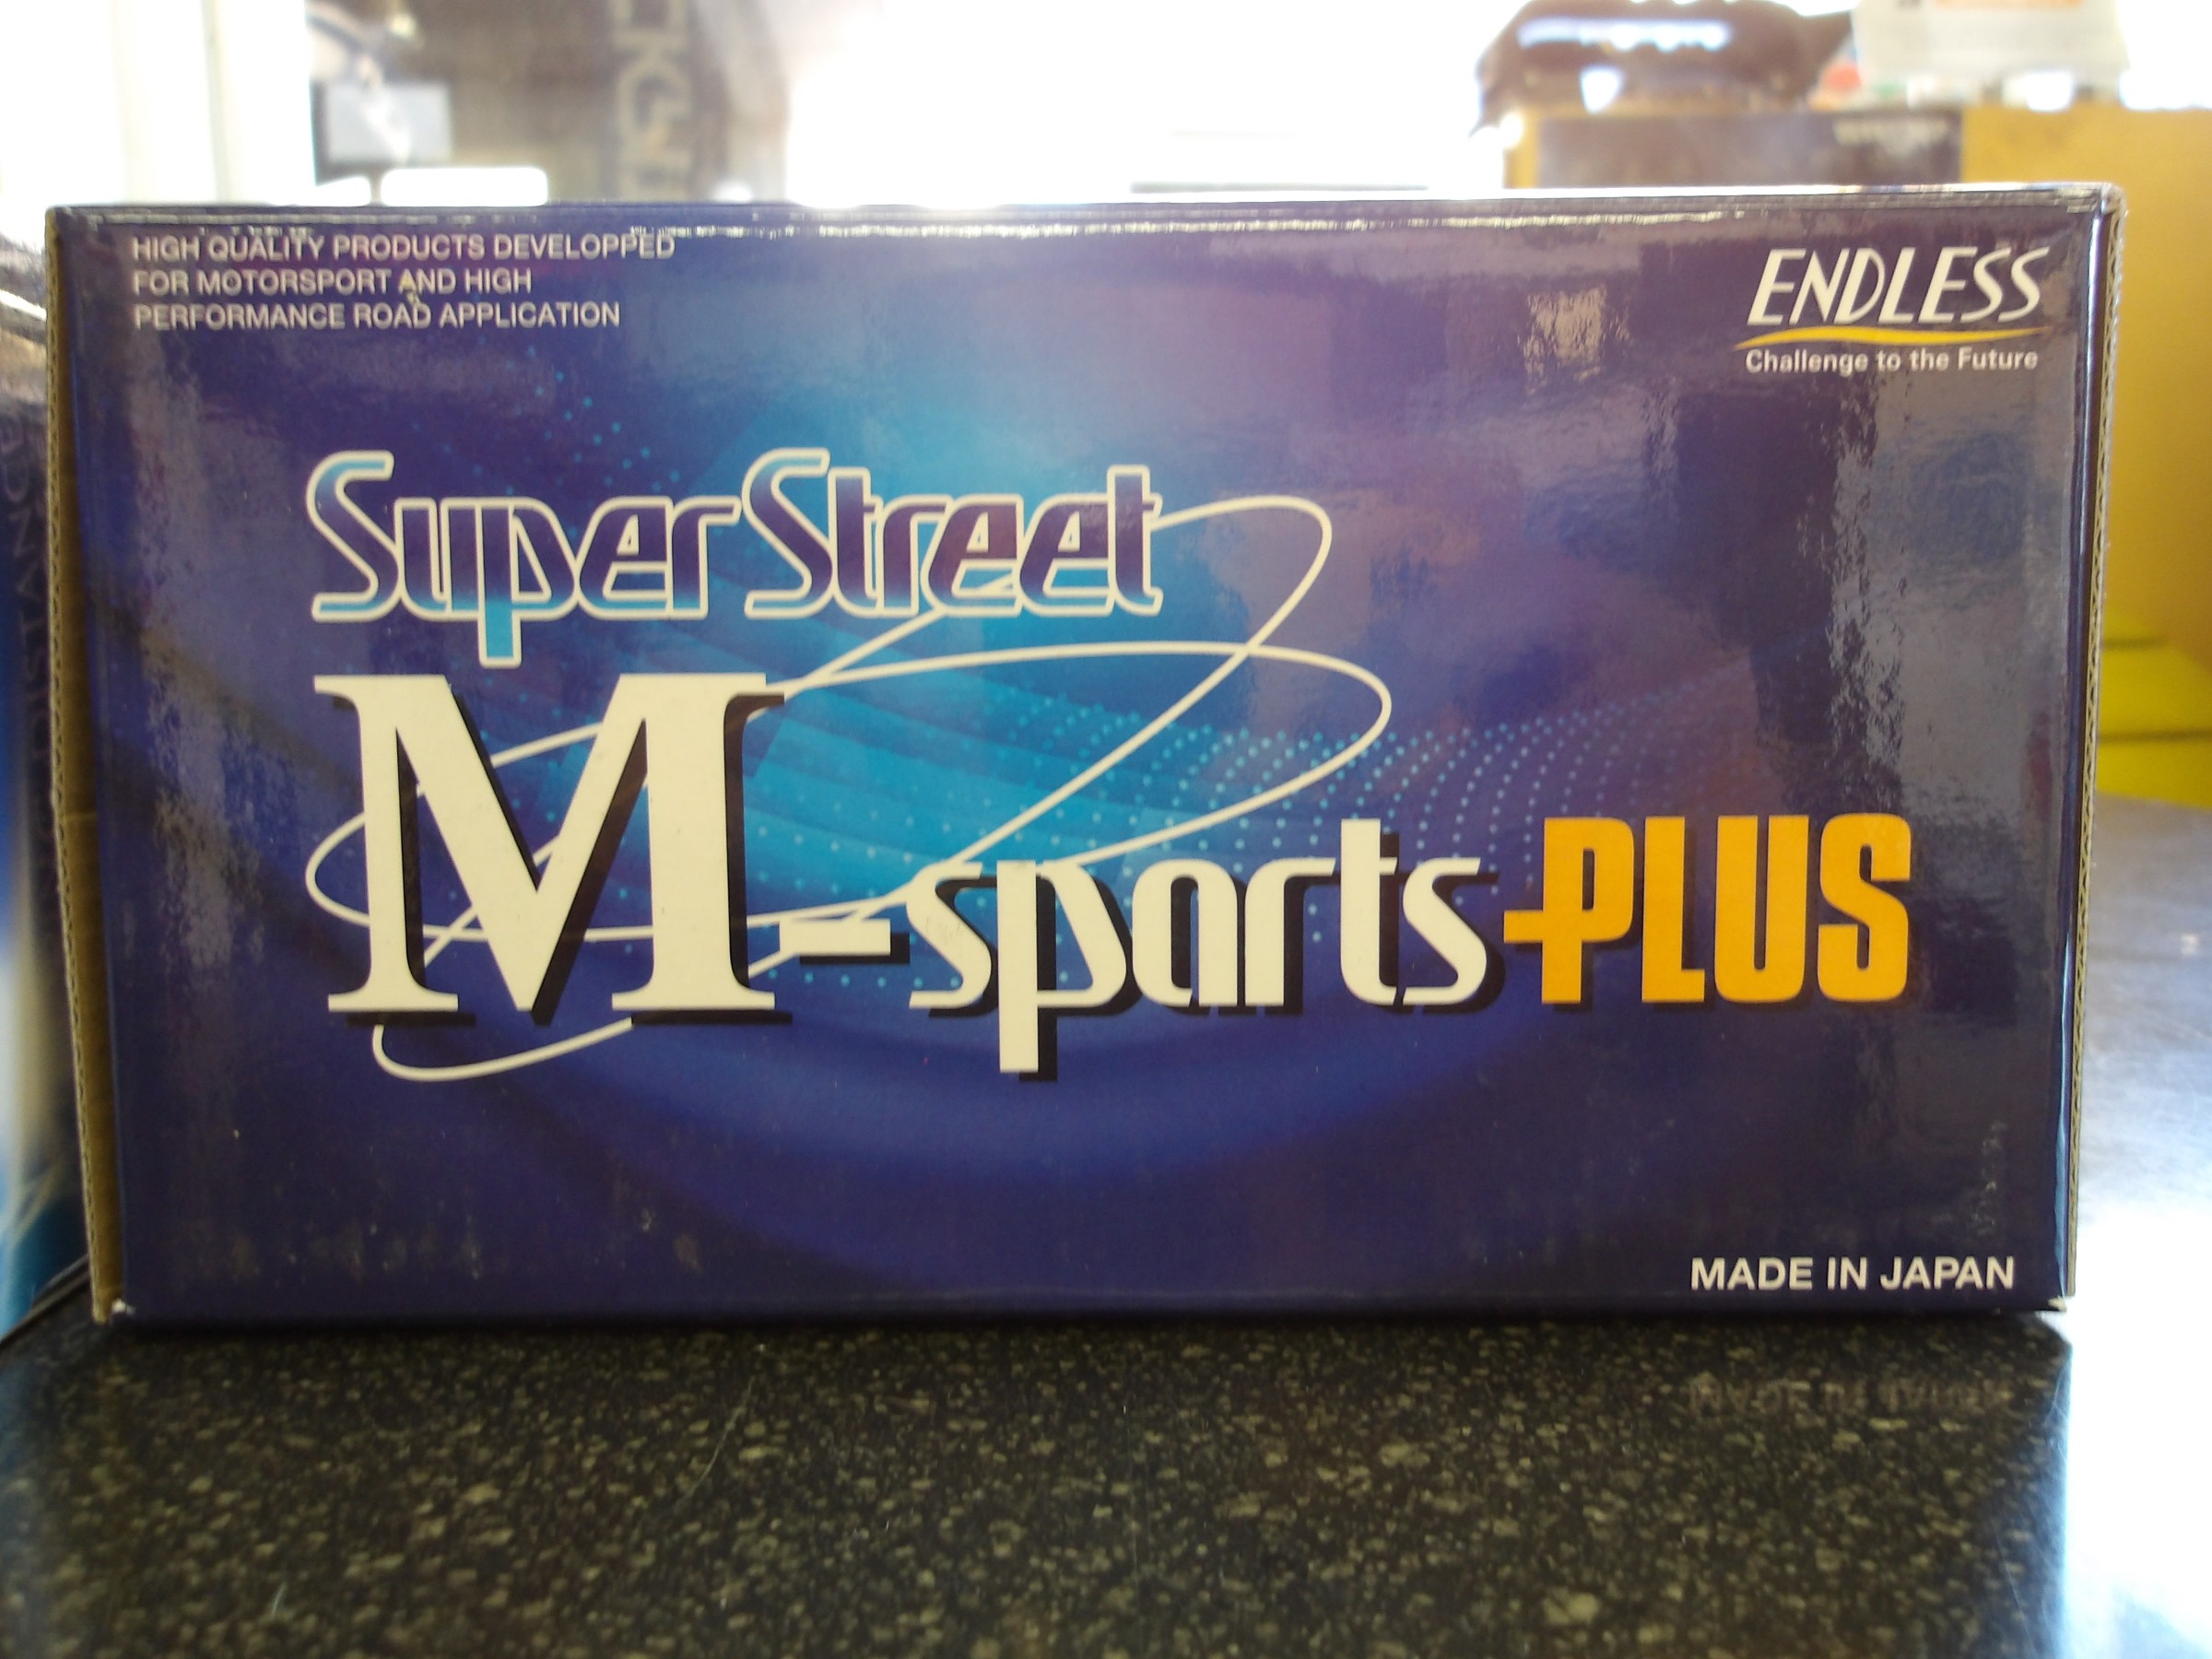 HIGH QUALITY PRODUCTS DEVELOPPED
FOR MOTORSPORT AND HIGH
PERFORMANCE ROAD APPLICATION
ENDLESS
Challenge to the Future
Super Street
M-sports PLUS
MADE IN JAPAN